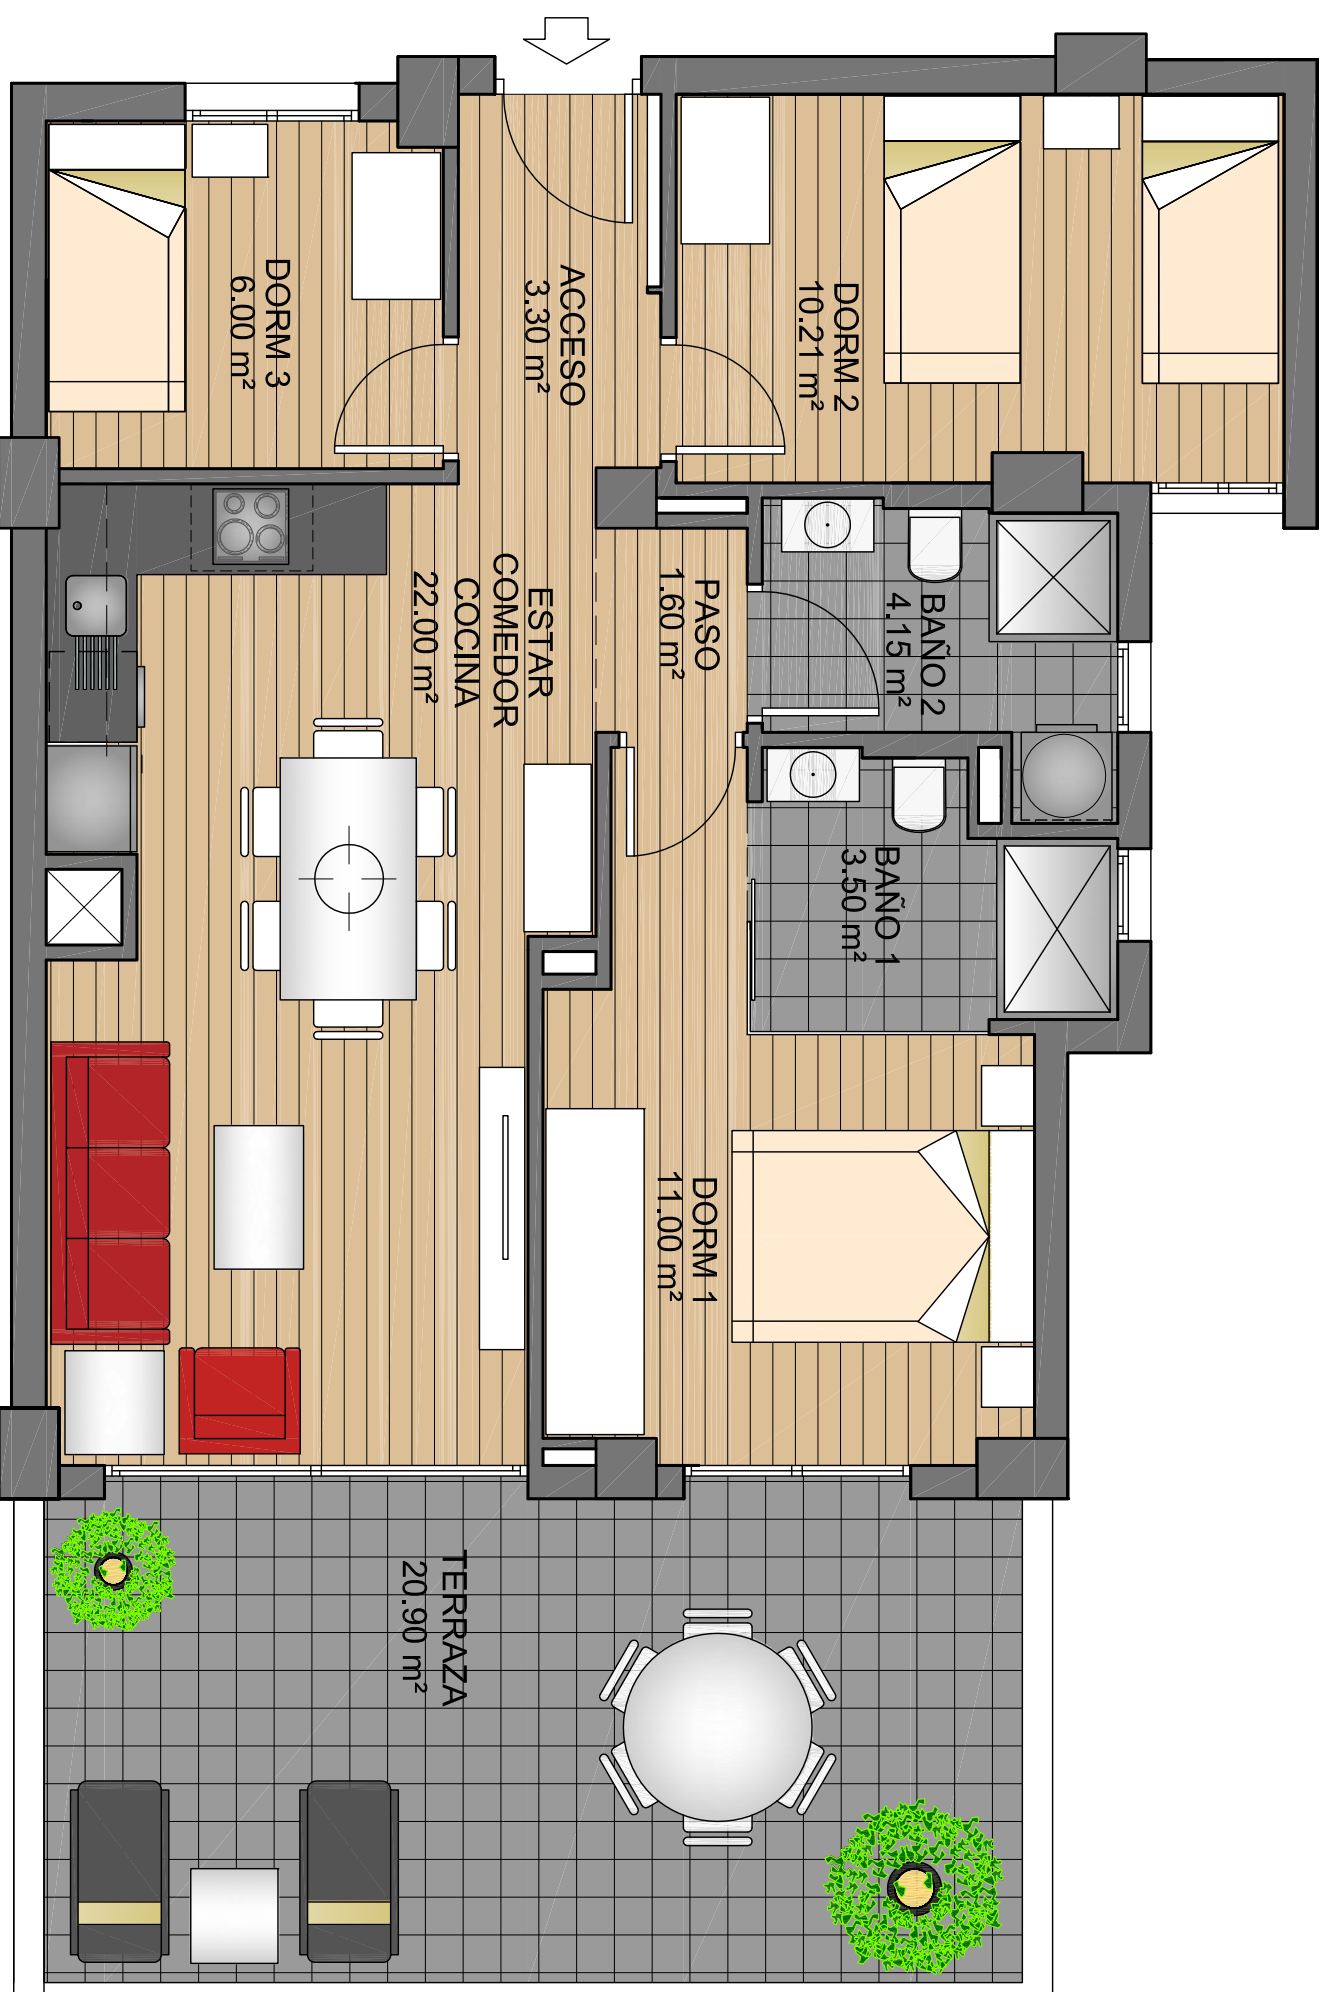 DORM 3
6.00 m²
ACCESO
3.30 m²
DORM 2
10.21 m²
ESTAR
COMEDOR
COCINA
22.00 m²
PASO
1.60 m²
BAÑO 2
4.15 m²
BAÑO 1
3.50 m²
DORM 1
11.00 m²
TERRAZA
20.90 m²